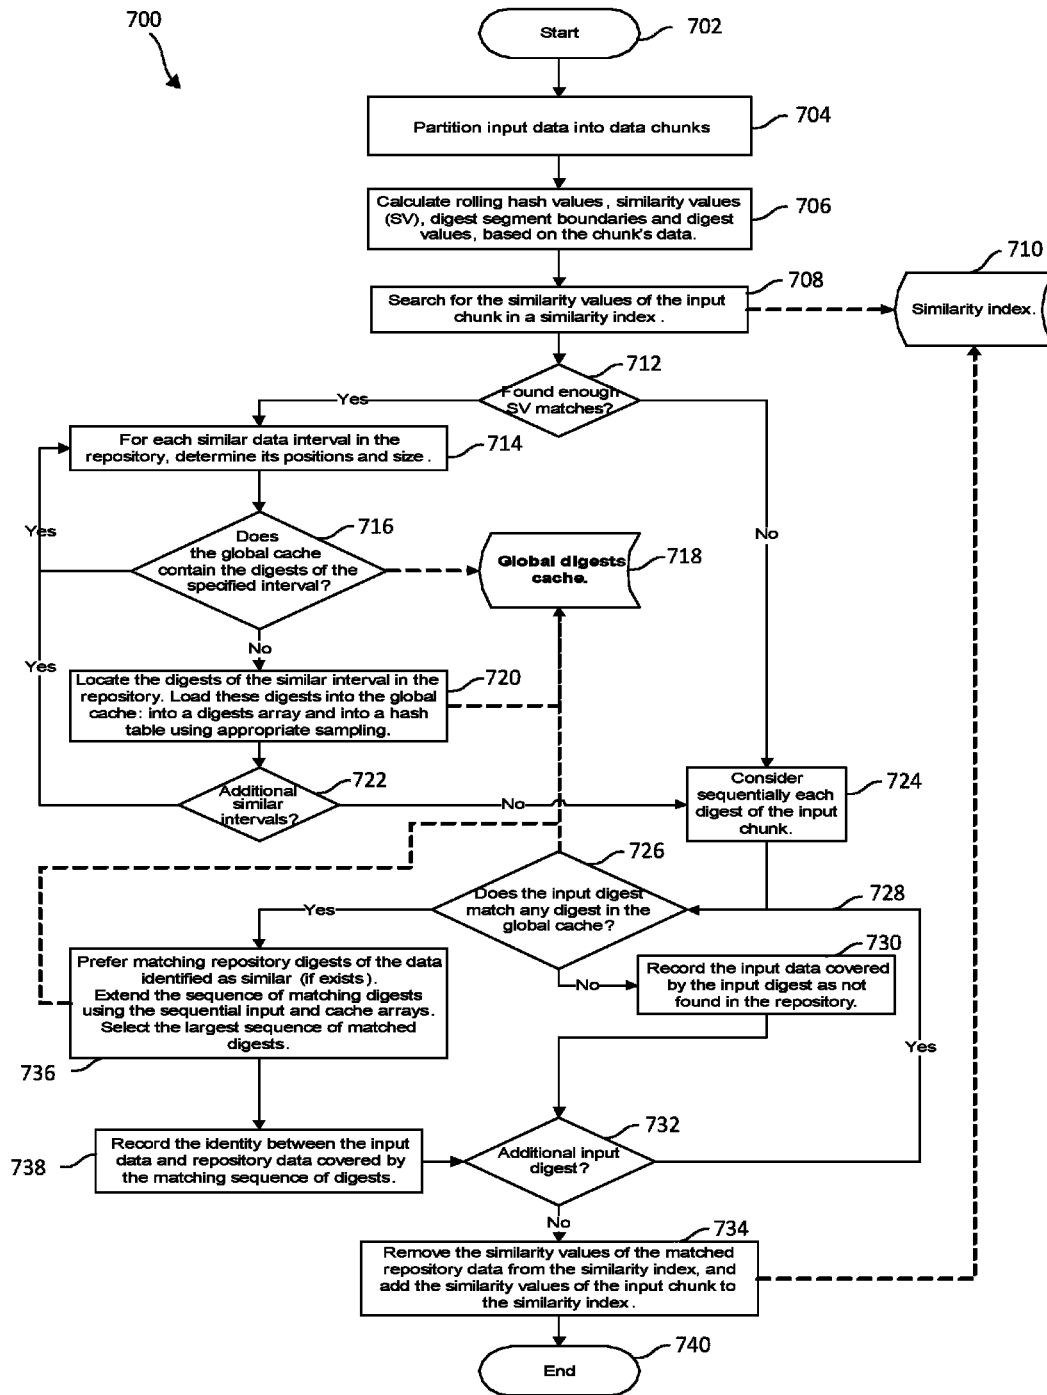 700
Start
702
Partition input data into data chunks
704
Calculate rolling hash values, similarity values
(SV), digest segment boundaries and digest
values, based on the chunk's data.
706
Search for the similarity values of the input
chunk in a similarity index.
708
710
Similarity index.
712
Found enough
SV matches?
Yes
No
For each similar data interval in the
repository, determine its positions and size.
714
Yes
716
Does
the global cache
contain the digests of the
specified interval?
Global digests
cache.
718
No
Yes
Locate the digests of the similar interval in the
repository. Load these digests into the global
cache: into a digests array and into a hash
table using appropriate sampling.
720
722
Additional
similar
intervals?
No
Consider
sequentially each
digest of the input
chunk.
724
726
Does the input digest
match any digest in the
global cache?
728
Yes
No
730
Record the input data covered
by the input digest as not
found in the repository.
Prefer matching repository digests of the data
identified as similar (if exists).
Extend the sequence of matching digests
using the sequential input and cache arrays.
Select the largest sequence of matched
digests.
736
Yes
732
Additional input
digest?
Record the identity between the input
data and repository data covered by
the matching sequence of digests.
738
No
734
Remove the similarity values of the matched
repository data from the similarity index, and
add the similarity values of the input chunk to
the similarity index.
740
End